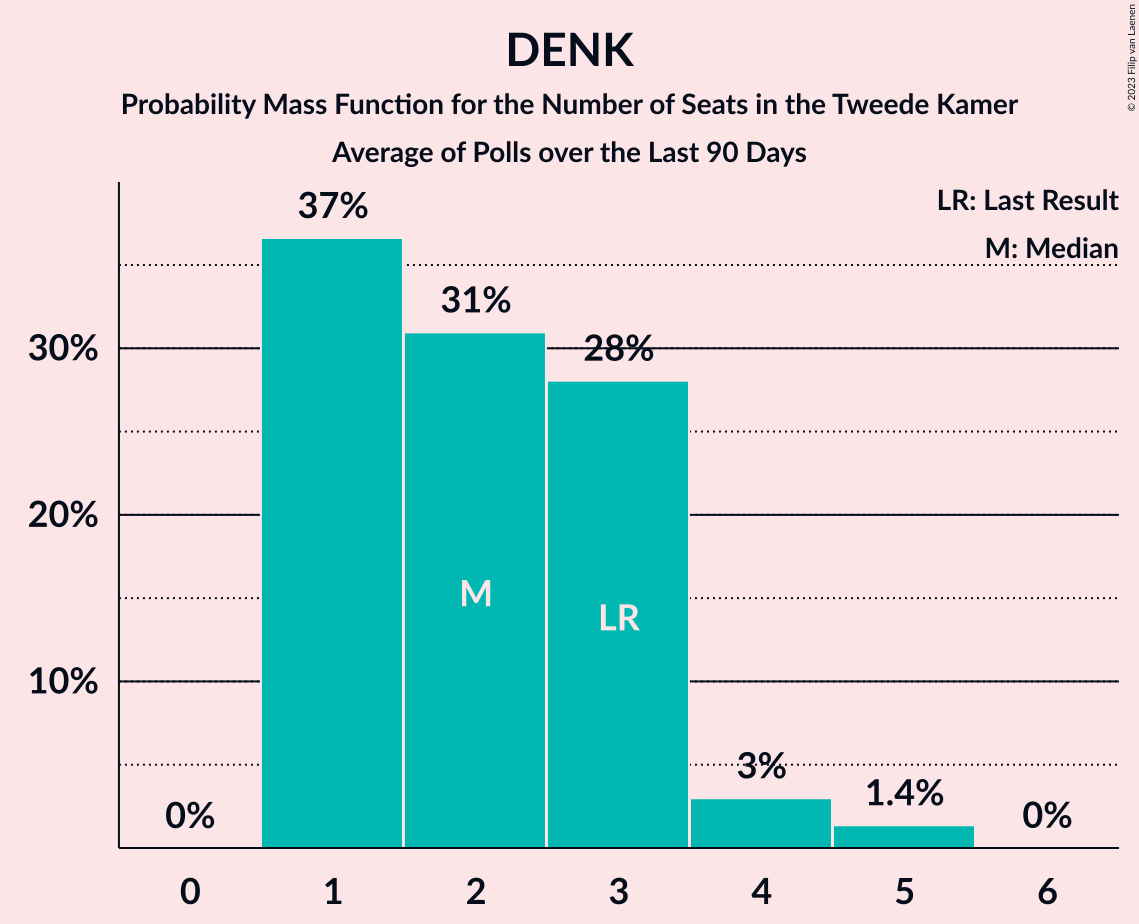 DENK
Probability Mass Function for the Number of Seats in the Tweede Kamer
Average of Polls over the Last 90 Days
© 2023 Filip van Laenen
LR: Last Result
M: Median
37%
31%
28%
3%
1.4%
0%
0%
30%
20%
10%
M
LR
0 1 2 3 4 5 6